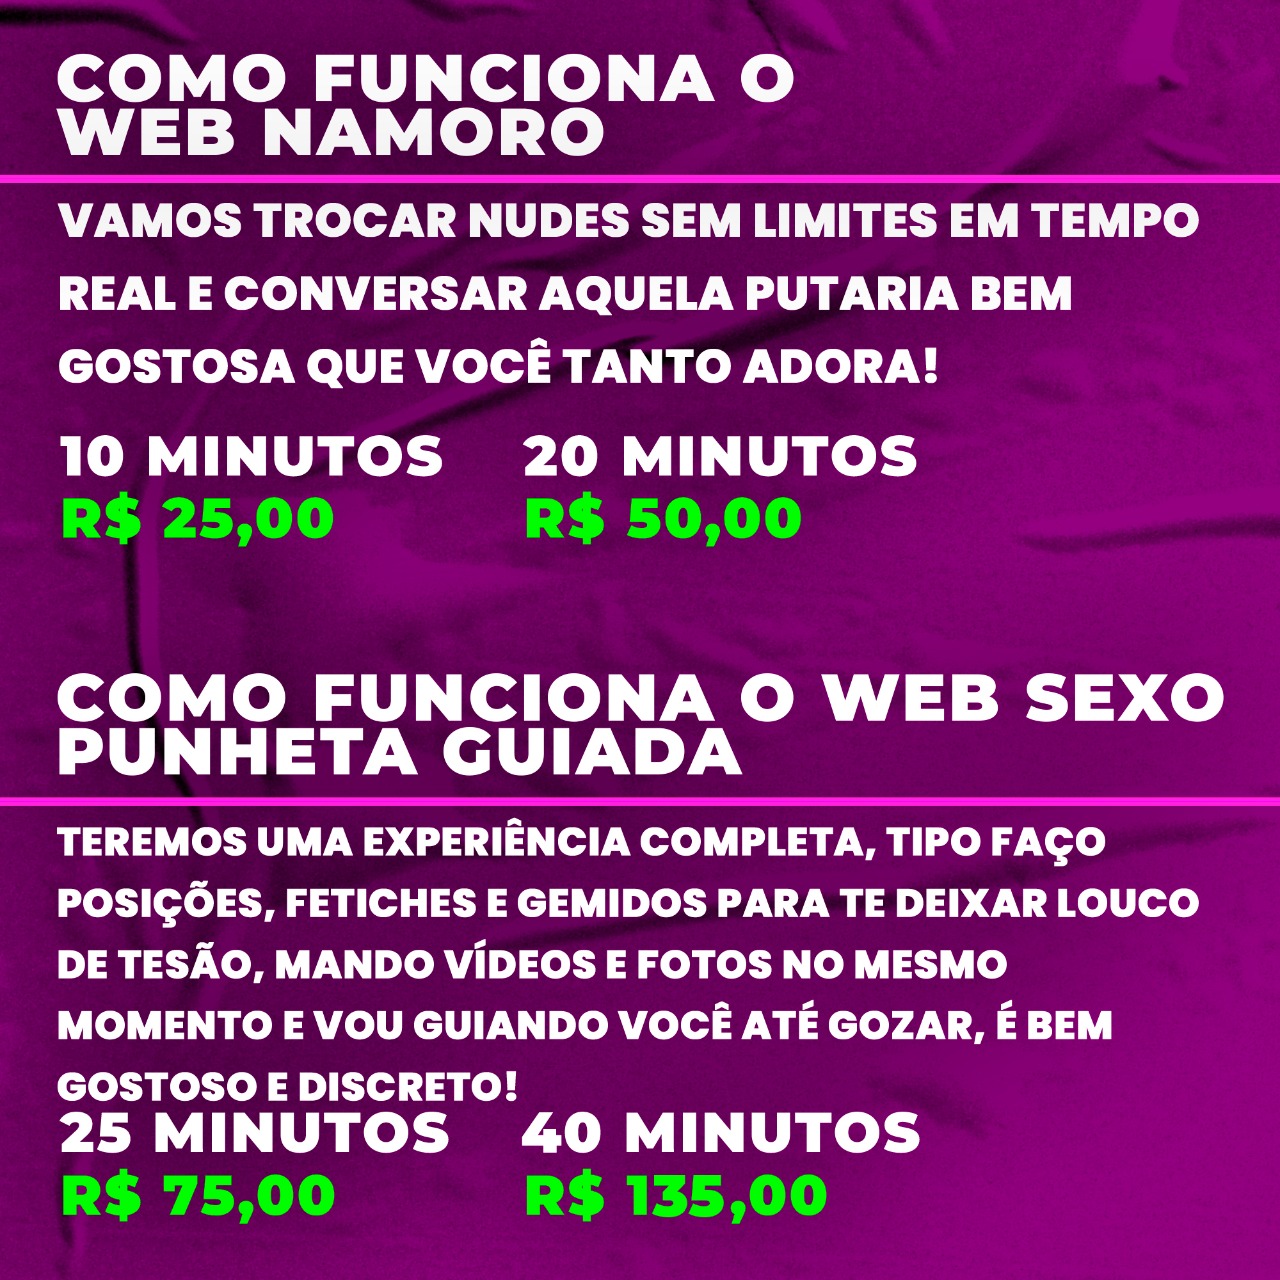 COMO FUNCIONA O
WEB NAMORO
VAMOS TROCAR NUDES SEM LIMITES EM TEMPO
REAL E CONVERSAR AQUELA PUTARIA BEM
GOSTOSA QUE VOCÊ TANTO ADORA!
10 MINUTOS 20 MINUTOS
R$ 25,00 R$ 50,00
COMO FUNCIONA O WEB SEXO
PUNHETA GUIADA
TEREMOS UMA EXPERIÊNCIA COMPLETA, TIPO FAÇO
POSIÇÕES, FETICHES E GEMIDOS PARA TE DEIXAR LOUCO
DE TESÃO, MANDO VÍDEOS E FOTOS NO MESMO
MOMENTO E VOU GUIANDO VOCÊ ATÉ GOZAR, É BEM
GOSTOSO E DISCRETO!
25 MINUTOS 40 MINUTOS
R$ 75,00 R$ 135,00